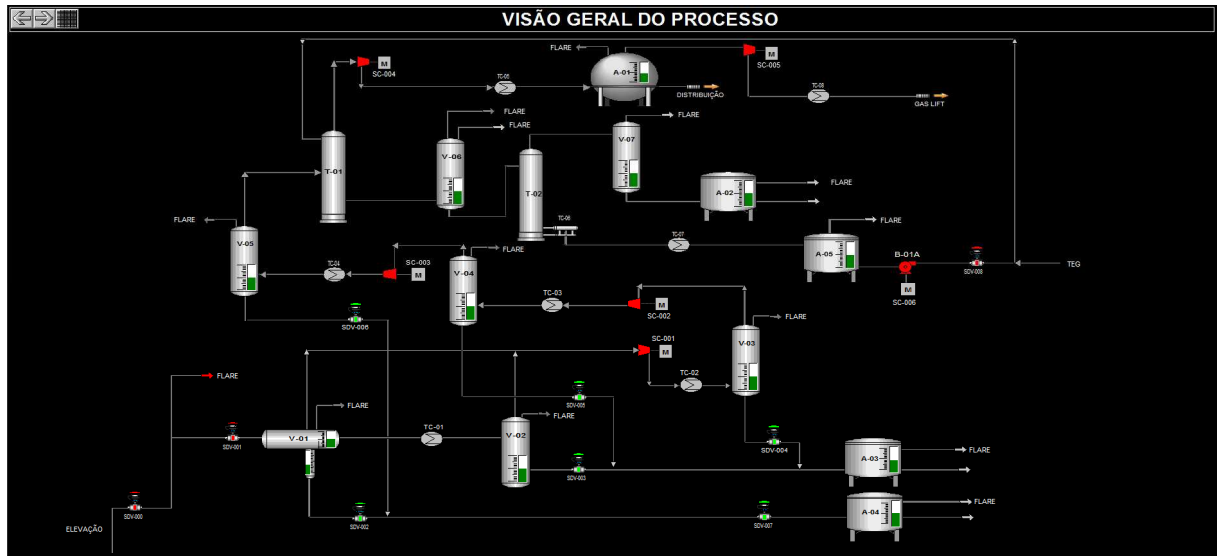 VISÃO GERAL DO PROCESSO
FLARE
M
SC-004
TC-05
A-01
DISTRIBUIÇÃO
M
SC-005
TC-08
GAS LIFT
T-01
FLARE
FLARE
V-06
T-02
TC-06
FLARE
V-07
A-02
FLARE
FLARE
V-05
TC-04
SC-003
M
FLARE
V-04
TC-07
FLARE
A-05
B-01A
M
SC-006
SDV-008
TEG
TC-03
M
SC-002
FLARE
V-03
SDV-006
SC-001
M
TC-02
FLARE
SDV-001
V-01
FLARE
TC-01
FLARE
V-02
SDV-005
SDV-003
SDV-004
A-03
FLARE
ELEVAÇÃO
SDV-000
SDV-002
SDV-007
A-04
FLARE